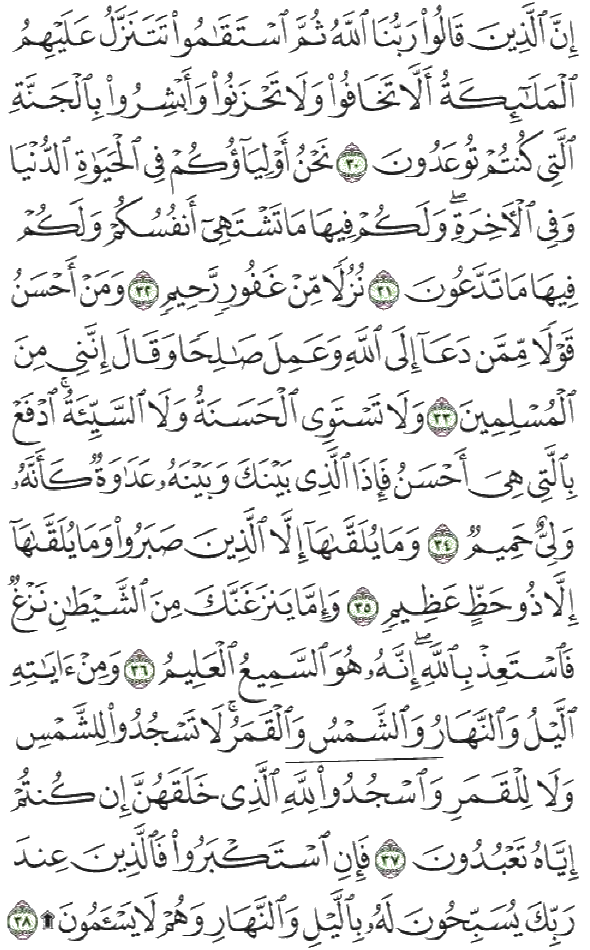 إِنَّ ٱلَّذِينَ قَالُوا۟ رَبُّنَا ٱللَّهُ ثُمَّ ٱسْتَقَٰمُوا۟ تَتَنَزَّلُ عَلَيْهِمُ
ٱلْمَلَٰٓئِكَةُ أَلَّا تَخَافُوا۟ وَلَا تَحْزَنُوا۟ وَأَبْشِرُوا۟ بِٱلْجَنَّةِ
ٱلَّتِى كُنتُمْ تُوعَدُونَ ٣٠ نَحْنُ أَوْلِيَآؤُكُمْ فِى ٱلْحَيَوٰةِ ٱلدُّنْيَا
وَفِى ٱلْءَاخِرَةِ ۖ وَلَكُمْ فِيهَا مَا تَشْتَهِىٓ أَنفُسُكُمْ وَلَكُمْ
فِيهَا مَا تَدَّعُونَ ٣١ نُزُلًا مِّنْ غَفُورٍ رَّحِيمٍ ٣٢ وَمَنْ أَحْسَنُ
قَوْلًا مِّمَّن دَعَآ إِلَى ٱللَّهِ وَعَمِلَ صَٰلِحًا وَقَالَ إِنَّنِى مِنَ
ٱلْمُسْلِمِينَ ٣٣ وَلَا تَسْتَوِى ٱلْحَسَنَةُ وَلَا ٱلسَّيِّئَةُ ۚ ٱدْفَعْ
بِٱلَّتِى هِىَ أَحْسَنُ فَإِذَا ٱلَّذِى بَيْنَكَ وَبَيْنَهُۥ عَدَٰوَةٌ كَأَنَّهُۥ
وَلِىٌّ حَمِيمٌ ٣٤ وَمَا يُلَقَّىٰهَآ إِلَّا ٱلَّذِينَ صَبَرُوا۟ وَمَا يُلَقَّىٰهَآ
إِلَّا ذُو حَظٍّ عَظِيمٍ ٣٥ وَإِمَّا يَنزَغَنَّكَ مِنَ ٱلشَّيْطَٰنِ نَزْغٌ
فَٱسْتَعِذْ بِٱللَّهِ ۖ إِنَّهُۥ هُوَ ٱلسَّمِيعُ ٱلْعَلِيمُ ٣٦ وَمِنْ ءَايَٰتِهِ
ٱلَّيْلُ وَٱلنَّهَارُ وَٱلشَّمْسُ وَٱلْقَمَرُ ۚ لَا تَسْجُدُوا۟ لِلشَّمْسِ
وَلَا لِلْقَمَرِ وَٱسْجُدُوا۟ لِلَّهِ ٱلَّذِى خَلَقَهُنَّ إِن كُنتُمْ
إِيَّاهُ تَعْبُدُونَ ٣٧ فَإِنِ ٱسْتَكْبَرُوا۟ فَٱلَّذِينَ عِندَ
رَبِّكَ يُسَبِّحُونَ لَهُۥ بِٱلَّيْلِ وَٱلنَّهَارِ وَهُمْ لَا يَسْـَٔمُونَ ۩ ٣٨